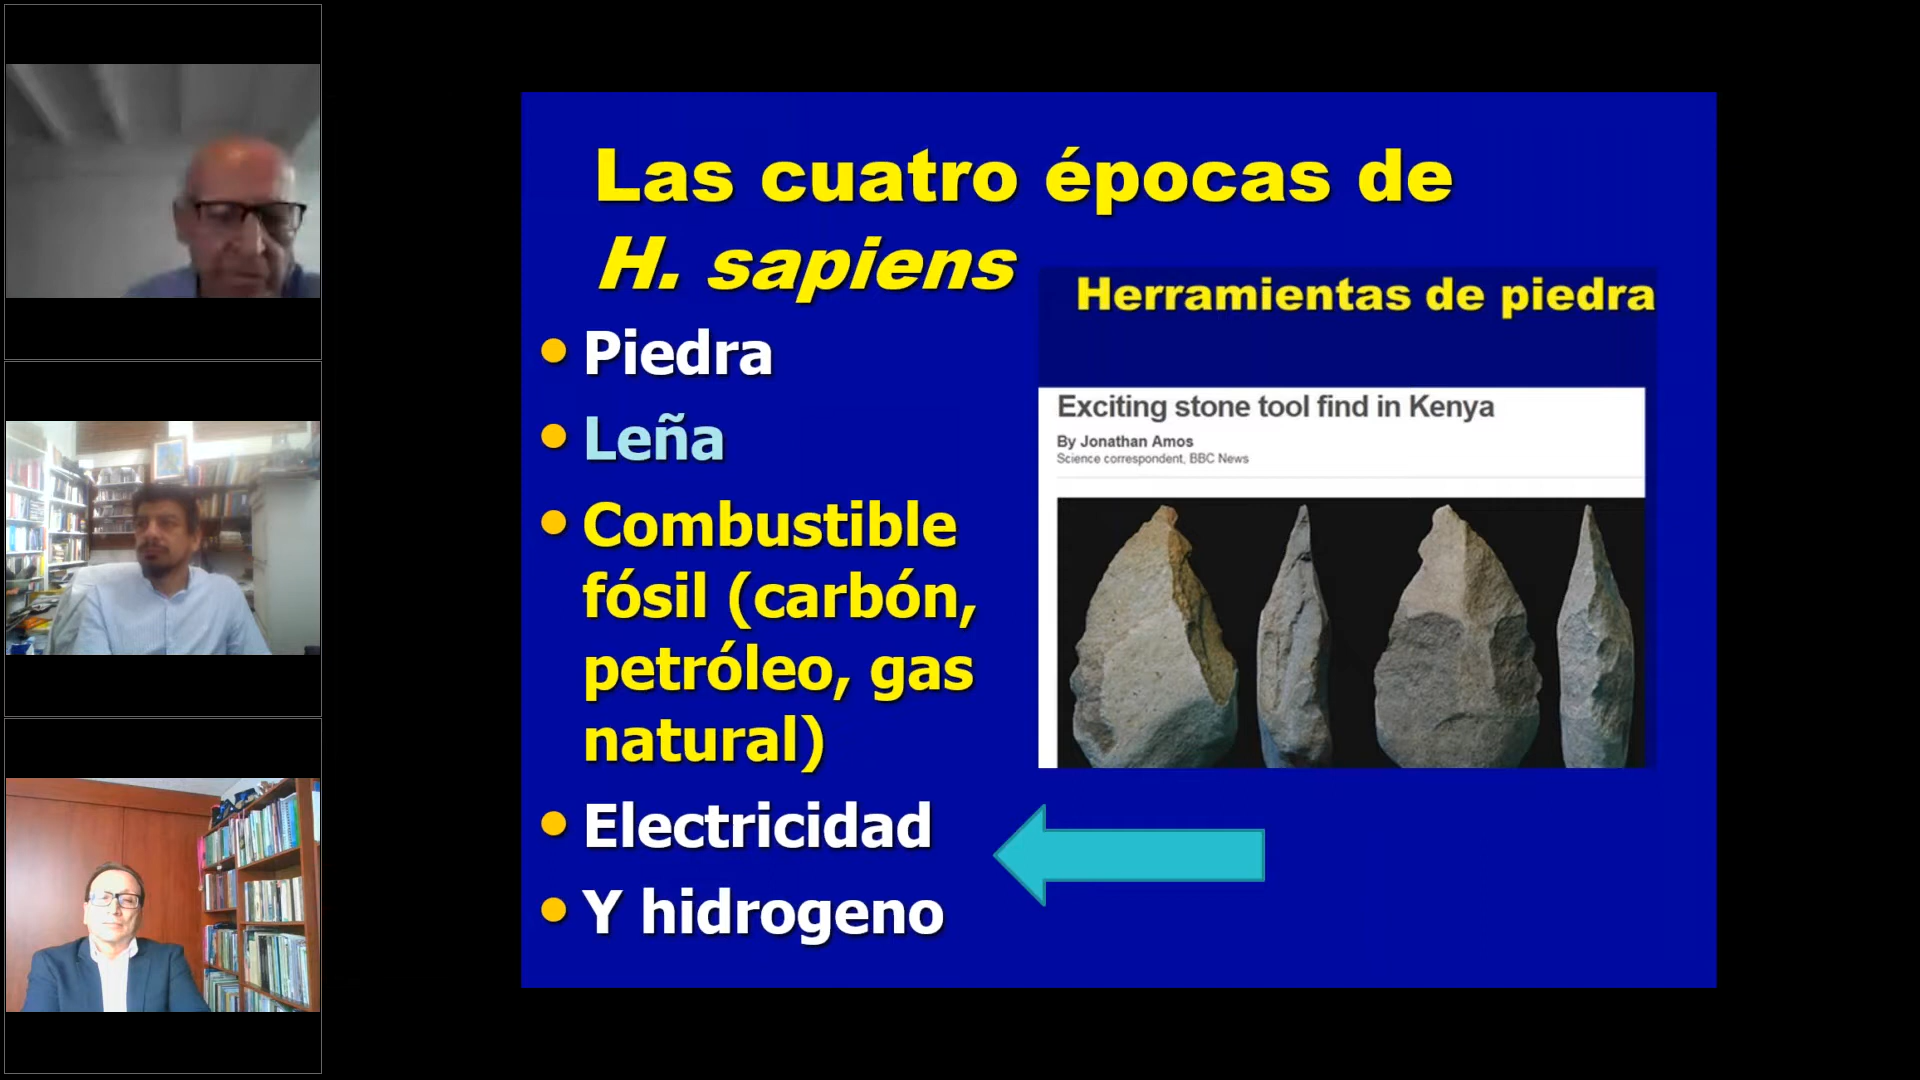 Las cuatro épocas de
H. sapiens
Herramientas de piedra
• Piedra
• Leña
• Combustible
fósil (carbón,
petróleo, gas
natural)
• Electricidad
• Y hidrogeno
Exciting stone tool find in Kenya
By Jonathan Amos
Science correspondent, BBC News